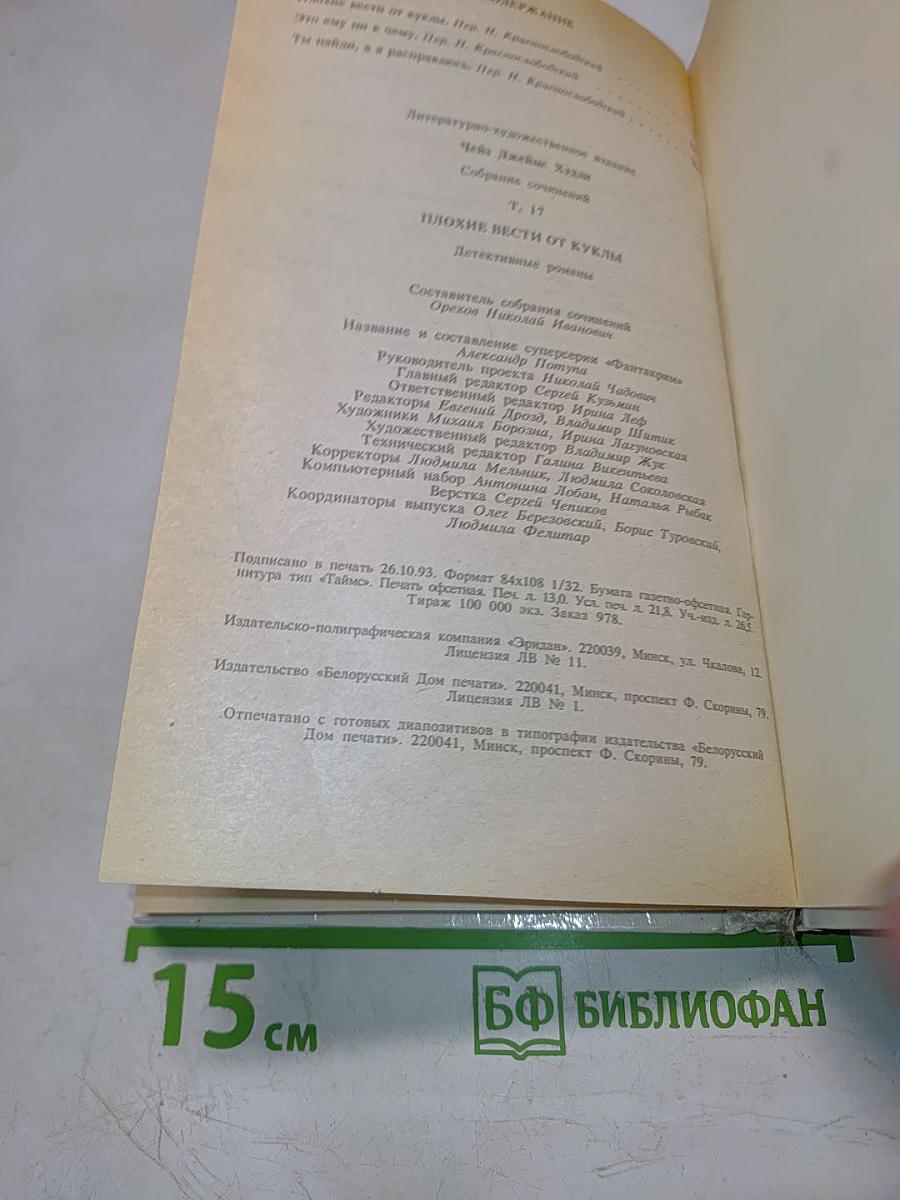 СОДЕРЖАНИЕ
Плохие вести от куклы. Пер. Н. Краснослободский
Это ему ни к чему. Пер. Н. Краснослободский
Ты найди, а я расправлюсь. Пер. Н. Краснослободский
Литературно-художественное издание
Чейз Джеймс Хэдли
Собрание сочинений
Т. 17
ПЛОХИЕ ВЕСТИ ОТ КУКЛЫ
Детективные романы
Составитель собрания сочинений
Орехов Николай Иванович
Название и составление суперсерии «Фантакрим»
Александр Потупа
Руководитель проекта Николай Чадович
Главный редактор Сергей Кузьмин
Ответственный редактор Ирина Леф
Редакторы Евгений Дрозд, Владимир Шитик
Художники Михаил Борозна, Ирина Лагуновская
Художественный редактор Владимир Жук
Технический редактор Галина Викентьева
Корректоры Людмила Мельник, Людмила Соколовская
Компьютерный набор Антонина Лобан, Наталья Рыбак
Верстка Сергей Чепиков
Координаторы выпуска Олег Березовский, Борис Туровский,
Людмила Фелитар
Подписано в печать 26.10.93. Формат 84х108 1/32. Бумага газетно-офсетная. Гар-
нитура тип «Таймс». Печать офсетная. Печ. л. 13,0. Усл. печ. л. 21,8. Уч.-изд. л. 26,5.
Тираж 100 000 экз. Заказ 978.
Издательско-полиграфическая компания «Эридан». 220039, Минск, ул. Чкалова, 12.
Лицензия ЛВ № 11.
Издательство «Белорусский Дом печати». 220041, Минск, проспект Ф. Скорины, 79.
Лицензия ЛВ № 1.
Отпечатано с готовых диапозитивов в типографии издательства «Белорусский
Дом печати». 220041, Минск, проспект Ф. Скорины, 79.
15 см
БФ БИБЛИОФАН